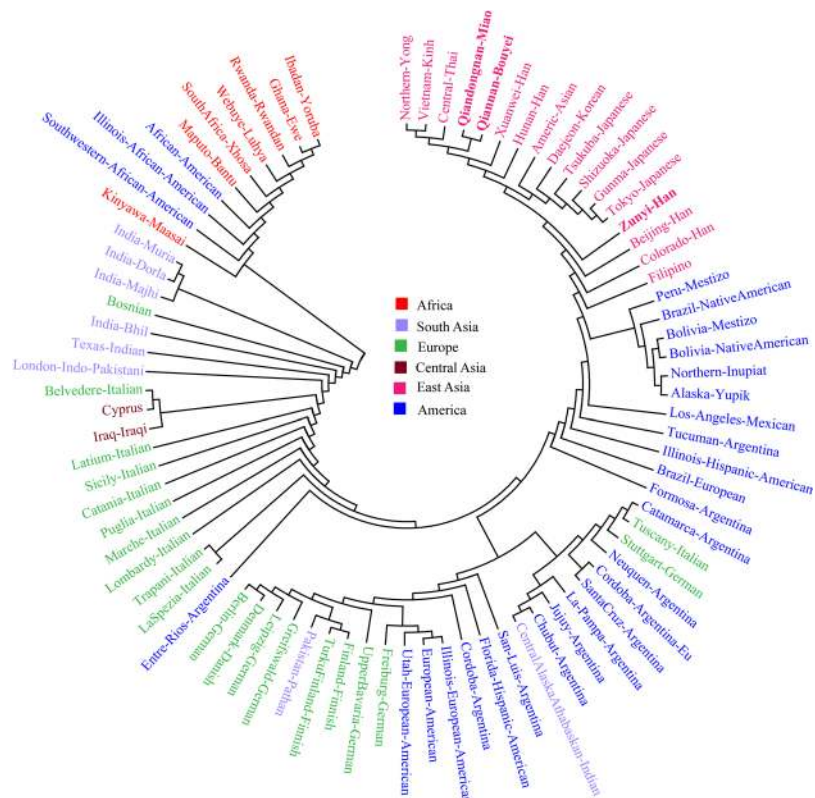 Northern-Yong
Vietnam-Kinh
Central-Thai
Qiandongnan-Miao
Qiannan-Bouyei
Xuanwei-Han
Hunan-Han
Americ-Asian
Daejeon-Korean
Tsukuba-Japanese
Shizuoka-Japanese
Gunma-Japanese
Tokyo-Japanese
Zunyi-Han
Beijing-Han
Colorado-Han
Filipino
Peru-Mestizo
Brazil-NativeAmerican
Bolivia-Mestizo
Bolivia-NativeAmerican
Northern-Inupiat
Alaska-Yupik
Los-Angeles-Mexican
Tucuman-Argentina
Illinois-Hispanic-American
Brazil-European
Formosa-Argentina
Catamarca-Argentina
Tuscany-Italian
Stuttgart-German
Neuquen-Argentina
Cordoba-Argentina-Eu
SantaCruz-Argentina
La-Pampa-Argentina
Jujuy-Argentina
Chubut-Argentina
CentralAlaskaAthabaskan-Indian
San-Luis-Argentina
Florida-Hispanic-American
Cordoba-Argentina
Illinois-European-American
European-American
Utah-European-American
Freiburg-German
UpperBavaria-German
Finland-Finnish
TurkuFinland-Finnish
Pakistan-Pathan
Greifswald-German
Leipzig-German
Denmark-Danish
Berlin-German
Entre-Rios-Argentina
LaSpezia-Italian
Trapani-Italian
Lombardy-Italian
Marche-Italian
Puglia-Italian
Catania-Italian
Sicily-Italian
Latium-Italian
Iraq-Iraqi
Cyprus
Belvedere-Italian
London-Indo-Pakistani
Texas-Indian
India-Bhil
Bosnian
India-Majhi
India-Dorla
India-Muria
Kinyawa-Maasai
Southwestern-African-American
Illinois-African-American
African-American
Maputo-Bantu
SouthAfrica-Xhosa
Webuye-Luhya
Rwanda-Rwandan
Ghana-Ewe
Ibadan-Yoruba
Africa
South Asia
Europe
Central Asia
East Asia
America